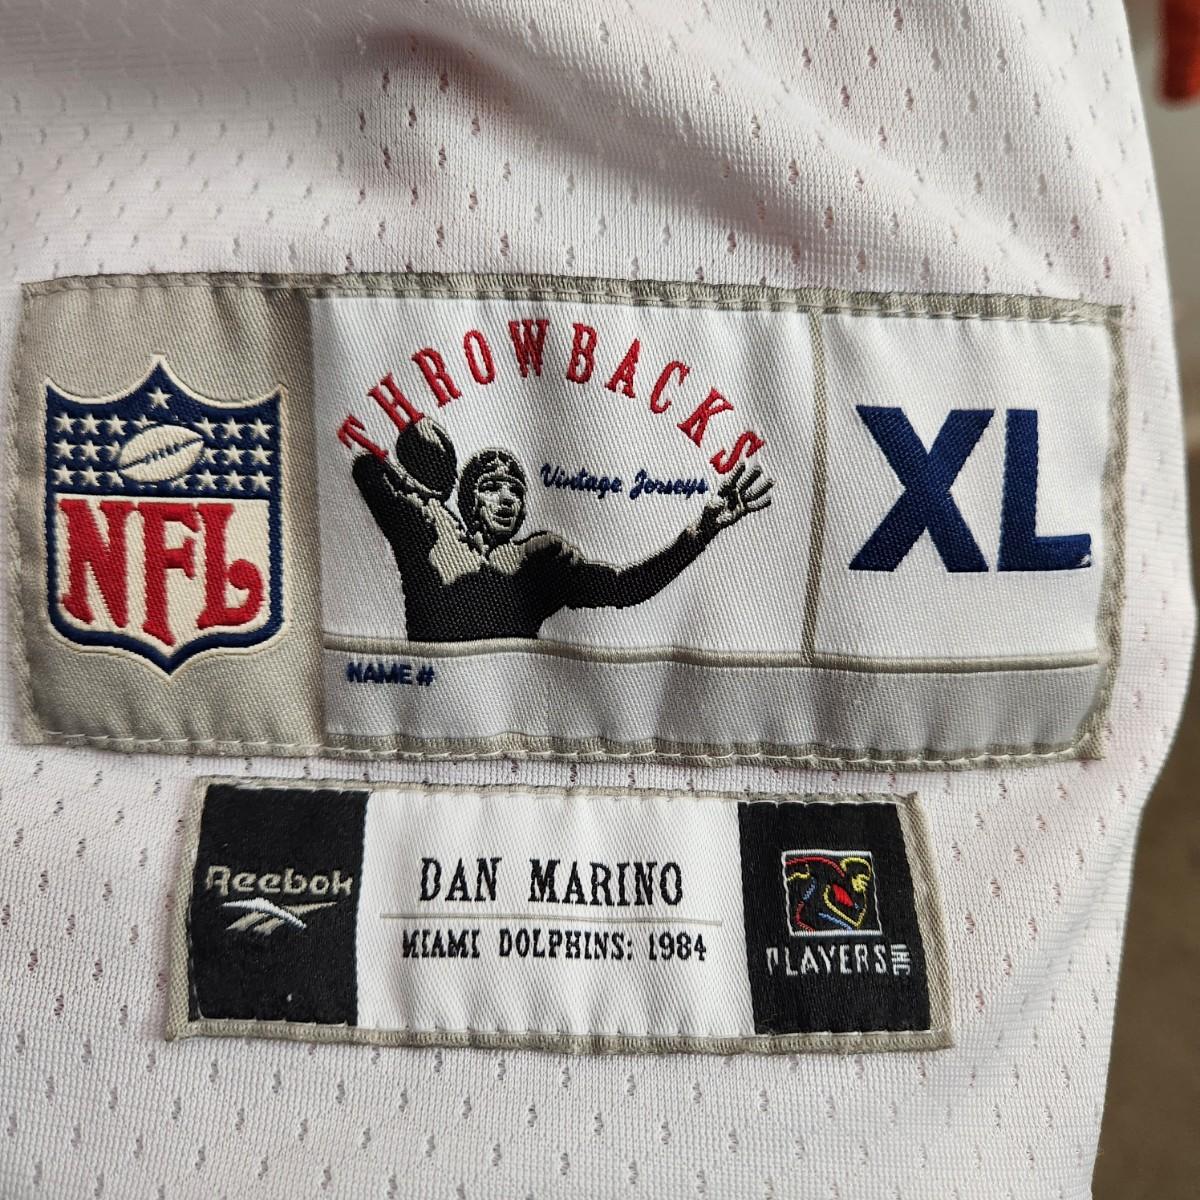 THROWBACKS
Vintage Jerseys
XL
NFL
NAME #
Reebok
DAN MARINO
MIAMI DOLPHINS: 1984
PLAYERS INC